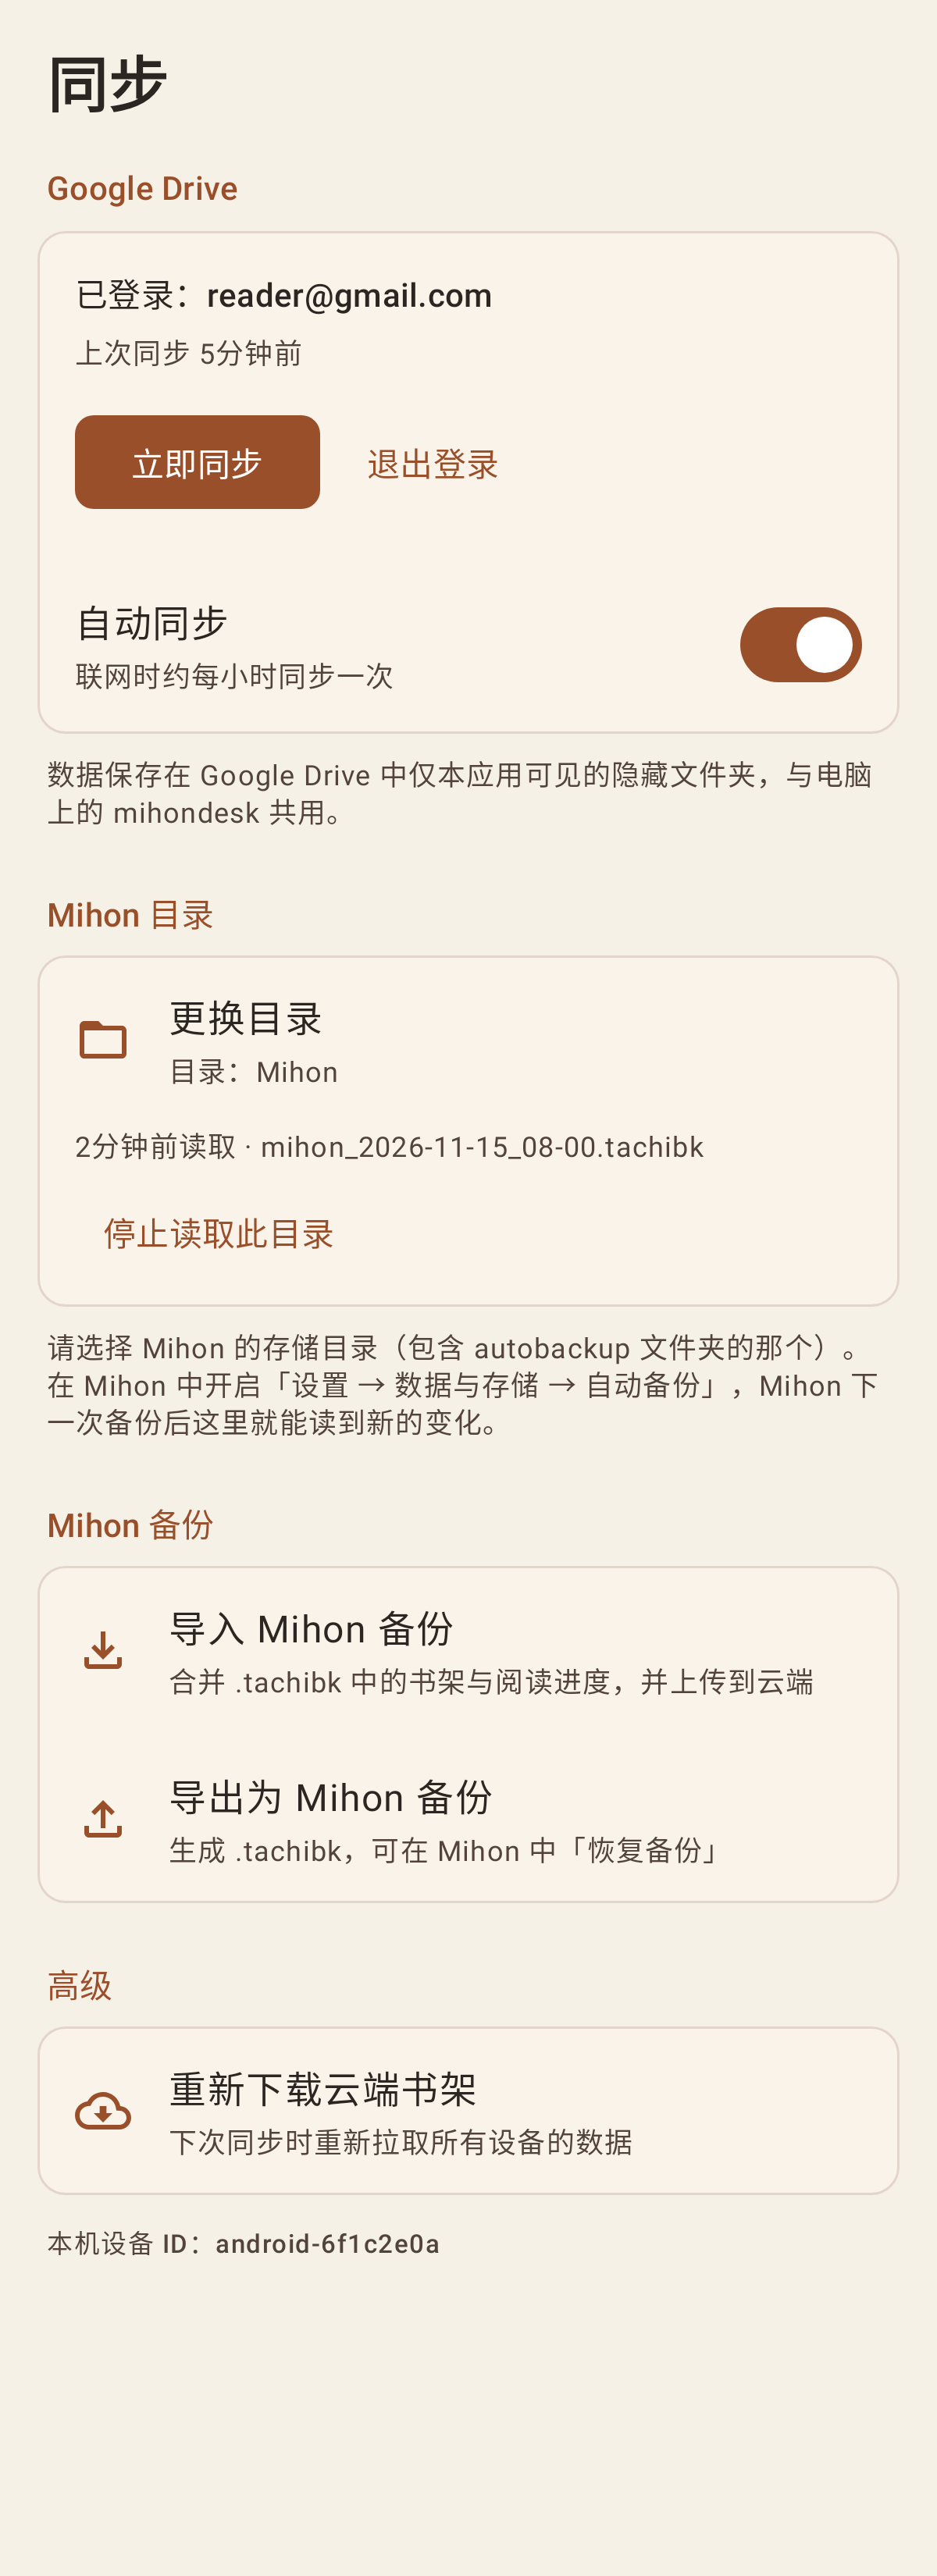 同步
Google Drive
已登录：reader@gmail.com
上次同步 5分钟前
立即同步
退出登录
自动同步
联网时约每小时同步一次
数据保存在 Google Drive 中仅本应用可见的隐藏文件夹，与电脑
上的 mihondesk 共用。
Mihon 目录
更换目录
目录：Mihon
2分钟前读取 · mihon_2026-11-15_08-00.tachibk
停止读取此目录
请选择 Mihon 的存储目录（包含 autobackup 文件夹的那个）。
在 Mihon 中开启「设置 → 数据与存储 → 自动备份」，Mihon 下
一次备份后这里就能读到新的变化。
Mihon 备份
导入 Mihon 备份
合并 .tachibk 中的书架与阅读进度，并上传到云端
导出为 Mihon 备份
生成 .tachibk，可在 Mihon 中「恢复备份」
高级
重新下载云端书架
下次同步时重新拉取所有设备的数据
本机设备 ID：android-6f1c2e0a